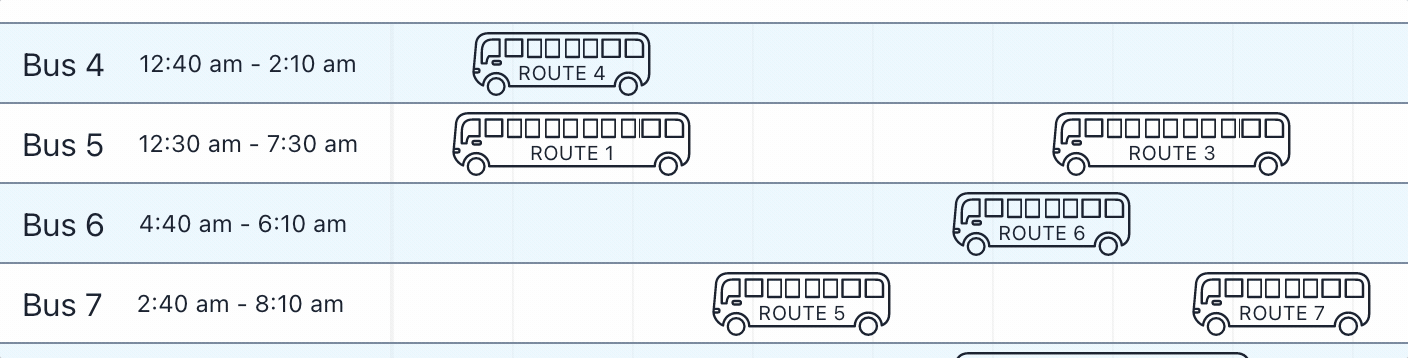 Bus 4 12:40 am - 2:10 am ROUTE 4
Bus 5 12:30 am - 7:30 am ROUTE 1 ROUTE 3
Bus 6 4:40 am - 6:10 am ROUTE 6
Bus 7 2:40 am - 8:10 am ROUTE 5 ROUTE 7